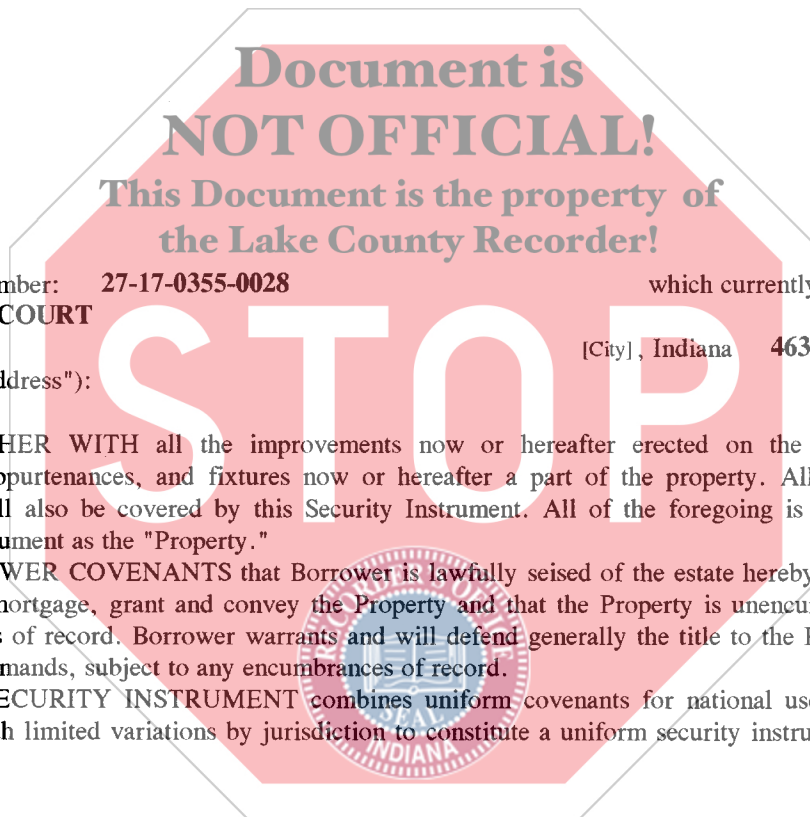 Document is
NOT OFFICIAL!
This Document is the property of
the Lake County Recorder!
mber: 27-17-0355-0028 which currently
COURT
[City], Indiana 463
ddress"):
STOP
HER WITH all the improvements now or hereafter erected on the
ppurtenances, and fixtures now or hereafter a part of the property. All
ll also be covered by this Security Instrument. All of the foregoing is
ument as the "Property."
WER COVENANTS that Borrower is lawfully seised of the estate hereby
nortgage, grant and convey the Property and that the Property is unencu
s of record. Borrower warrants and will defend generally the title to the
mands, subject to any encumbrances of record.
ECURITY INSTRUMENT combines uniform covenants for national use
h limited variations by jurisdiction to constitute a uniform security instru
RECORDER'S OFFICE
SEAL
INDIANA